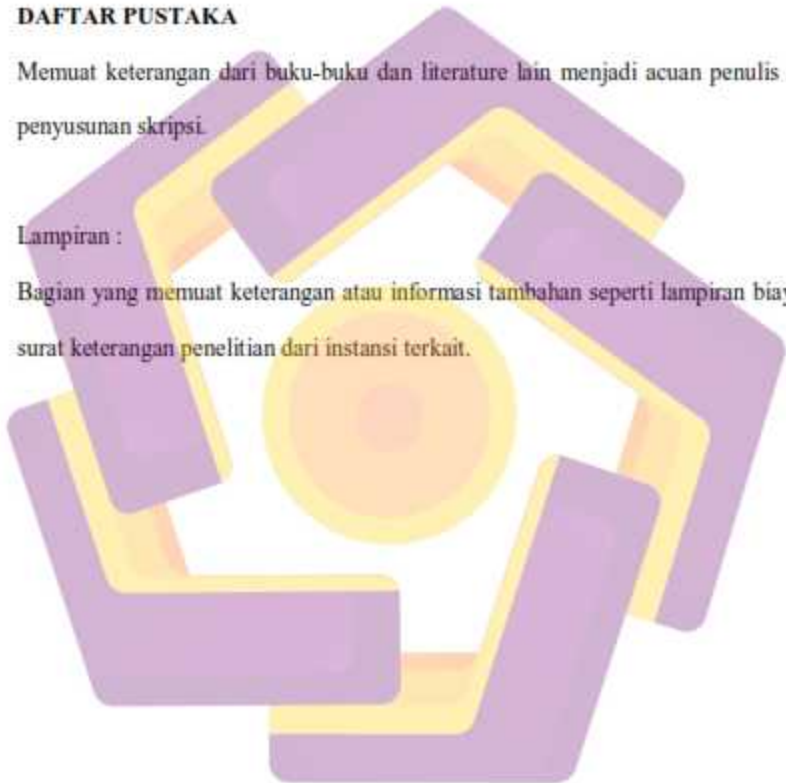 DAFTAR PUSTAKA
Memuat keterangan dari buku-buku dan literature lain menjadi acuan penulis
penyusunan skripsi.
Lampiran :
Bagian yang memuat keterangan atau informasi tambahan seperti lampiran
surat keterangan penelitian dari instansi terkait.